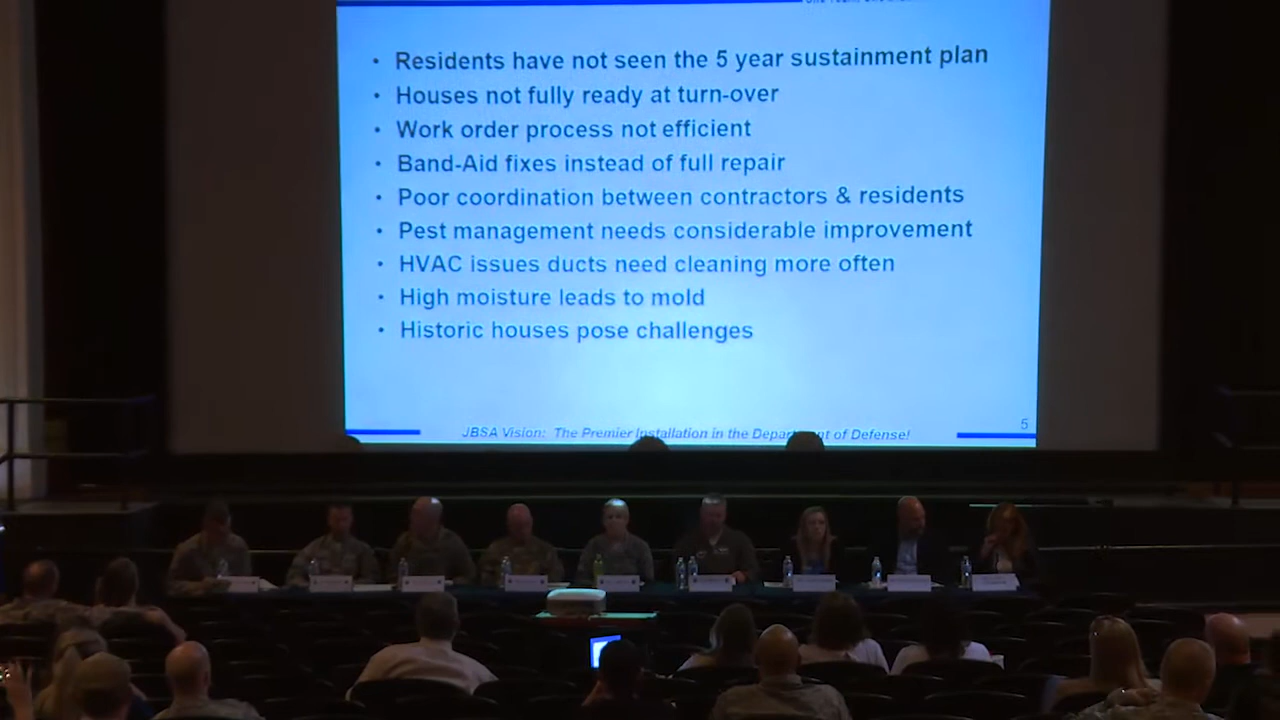 • Residents have not seen the 5 year sustainment plan
• Houses not fully ready at turn-over
• Work order process not efficient
• Band-Aid fixes instead of full repair
• Poor coordination between contractors & residents
• Pest management needs considerable improvement
• HVAC issues ducts need cleaning more often
• High moisture leads to mold
• Historic houses pose challenges
JBSA Vision: The Premier Installation in the Department of Defense!
5